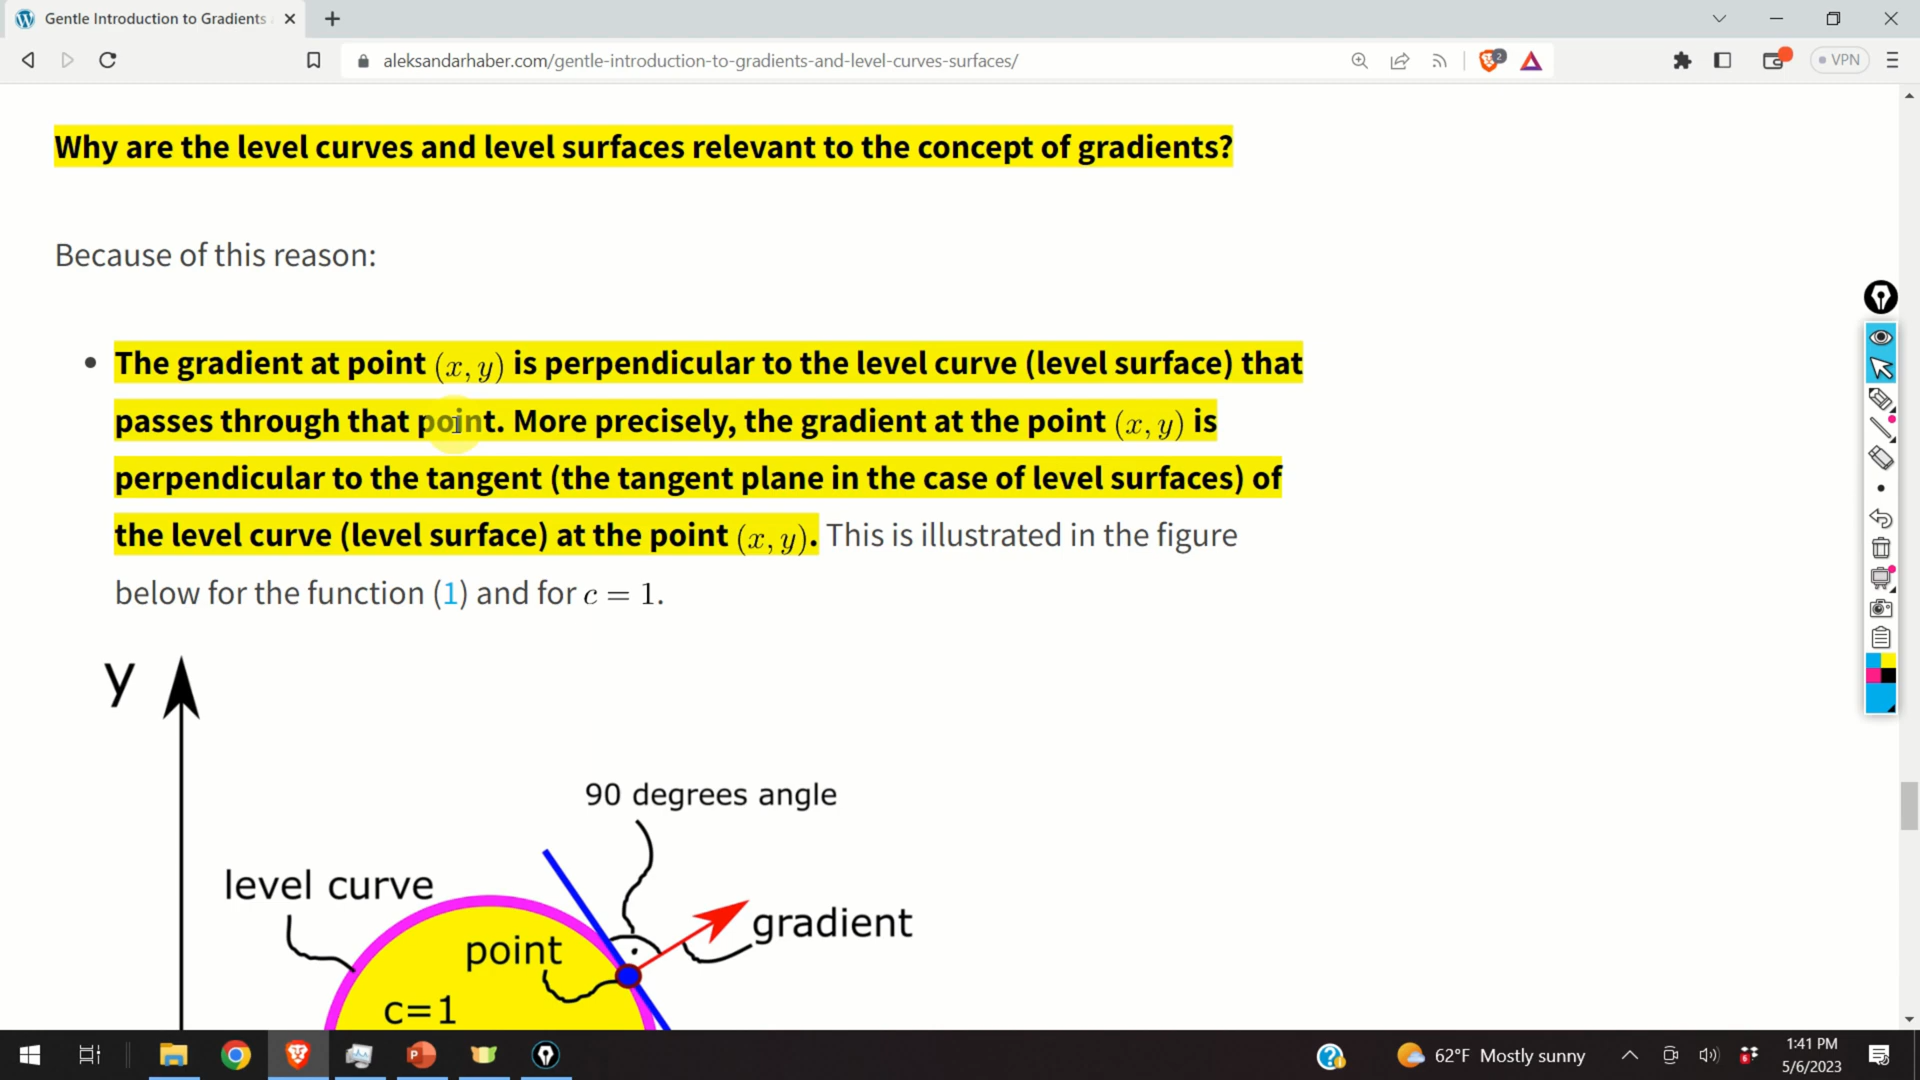 Gentle Introduction to Gradients
aleksandarhaber.com/gentle-introduction-to-gradients-and-level-curves-surfaces/
2
VPN
Why are the level curves and level surfaces relevant to the concept of gradients?
Because of this reason:
• The gradient at point (x, y) is perpendicular to the level curve (level surface) that
passes through that point. More precisely, the gradient at the point (x, y) is
perpendicular to the tangent (the tangent plane in the case of level surfaces) of
the level curve (level surface) at the point (x, y). This is illustrated in the figure
below for the function (1) and for c = 1.
y
90 degrees angle
level curve
gradient
point
c=1
62°F Mostly sunny
1:41 PM
5/6/2023